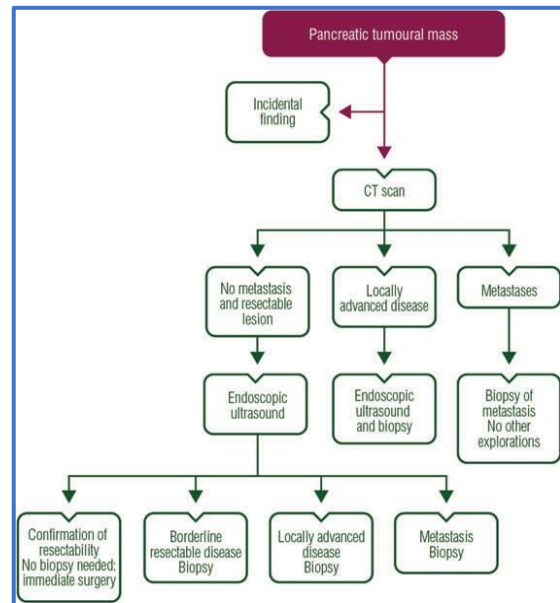 Pancreatic tumoural mass
Incidental
finding
CT scan
No metastasis
and resectable
lesion
Locally
advanced disease
Metastases
Endoscopic
ultrasound
Endoscopic
ultrasound
and biopsy
Biopsy of
metastasis
No other
explorations
Confirmation of
resectability
No biopsy needed;
immediate surgery
Borderline
resectable disease
Biopsy
Locally advanced
disease
Biopsy
Metastasis
Biopsy